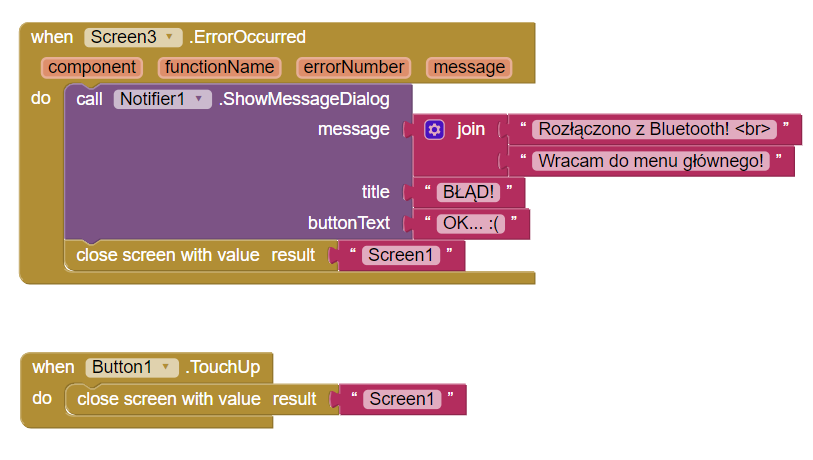 when Screen3 .ErrorOccurred
component functionName errorNumber message
do call Notifier1 .ShowMessageDialog
message join “ Rozłączono z Bluetooth! <br> ”
“ Wracam do menu głównego! ”
title “ BŁĄD! ”
buttonText “ OK... :( ”
close screen with value result “ Screen1 ”
when Button1 .TouchUp
do close screen with value result “ Screen1 ”